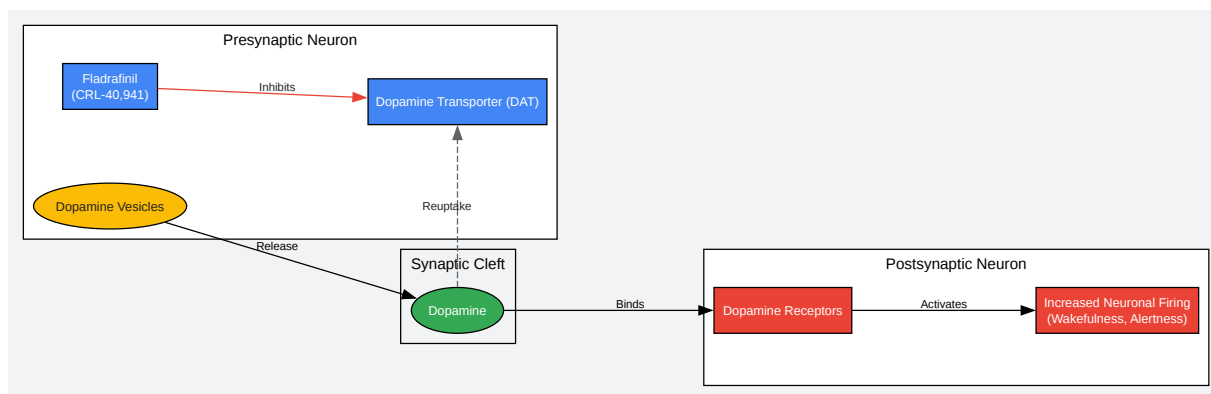 Presynaptic Neuron
Fladrafinil
(CRL-40,941)
Inhibits
Dopamine Transporter (DAT)
Dopamine Vesicles
Reuptake
Release
Synaptic Cleft
Dopamine
Binds
Postsynaptic Neuron
Dopamine Receptors
Activates
Increased Neuronal Firing
(Wakefulness, Alertness)